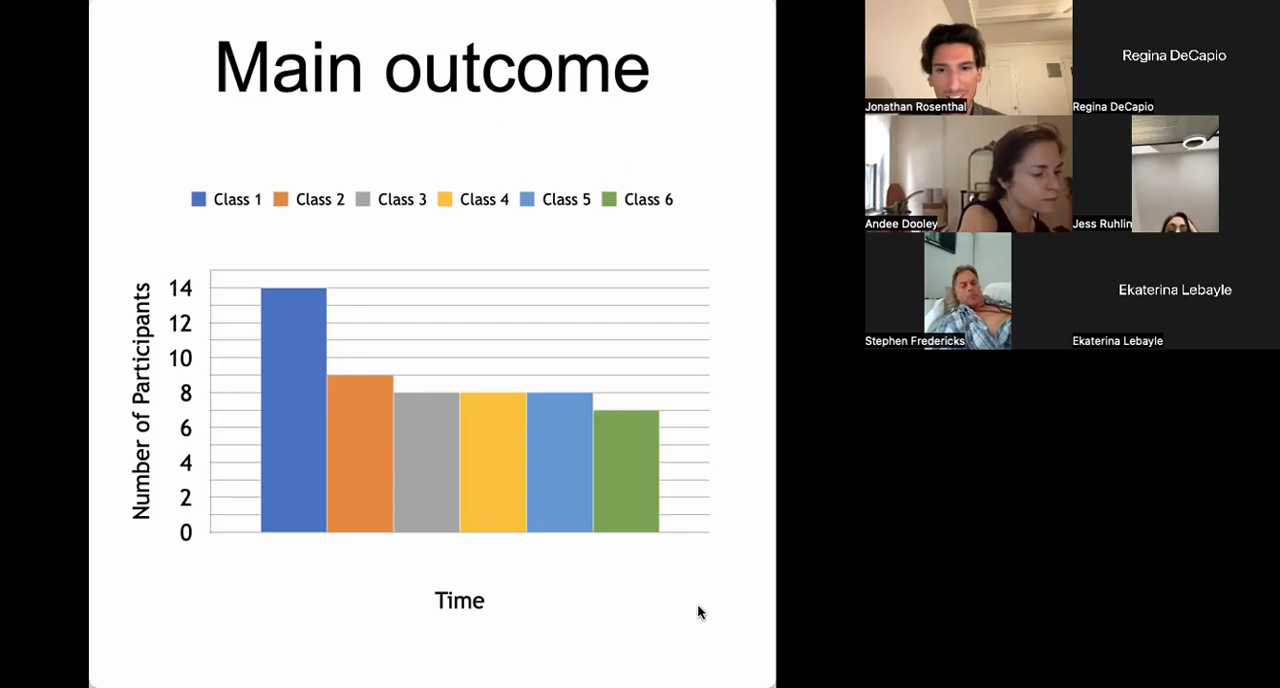 Main outcome
Class 1 Class 2 Class 3 Class 4 Class 5 Class 6
Number of Participants
14
12
10
8
6
4
2
0
Time
Jonathan Rosenthal
Regina DeCapio
Regina DeCapio
Andee Dooley
Jess Ruhlin
Stephen Fredericks
Ekaterina Lebayle
Ekaterina Lebayle